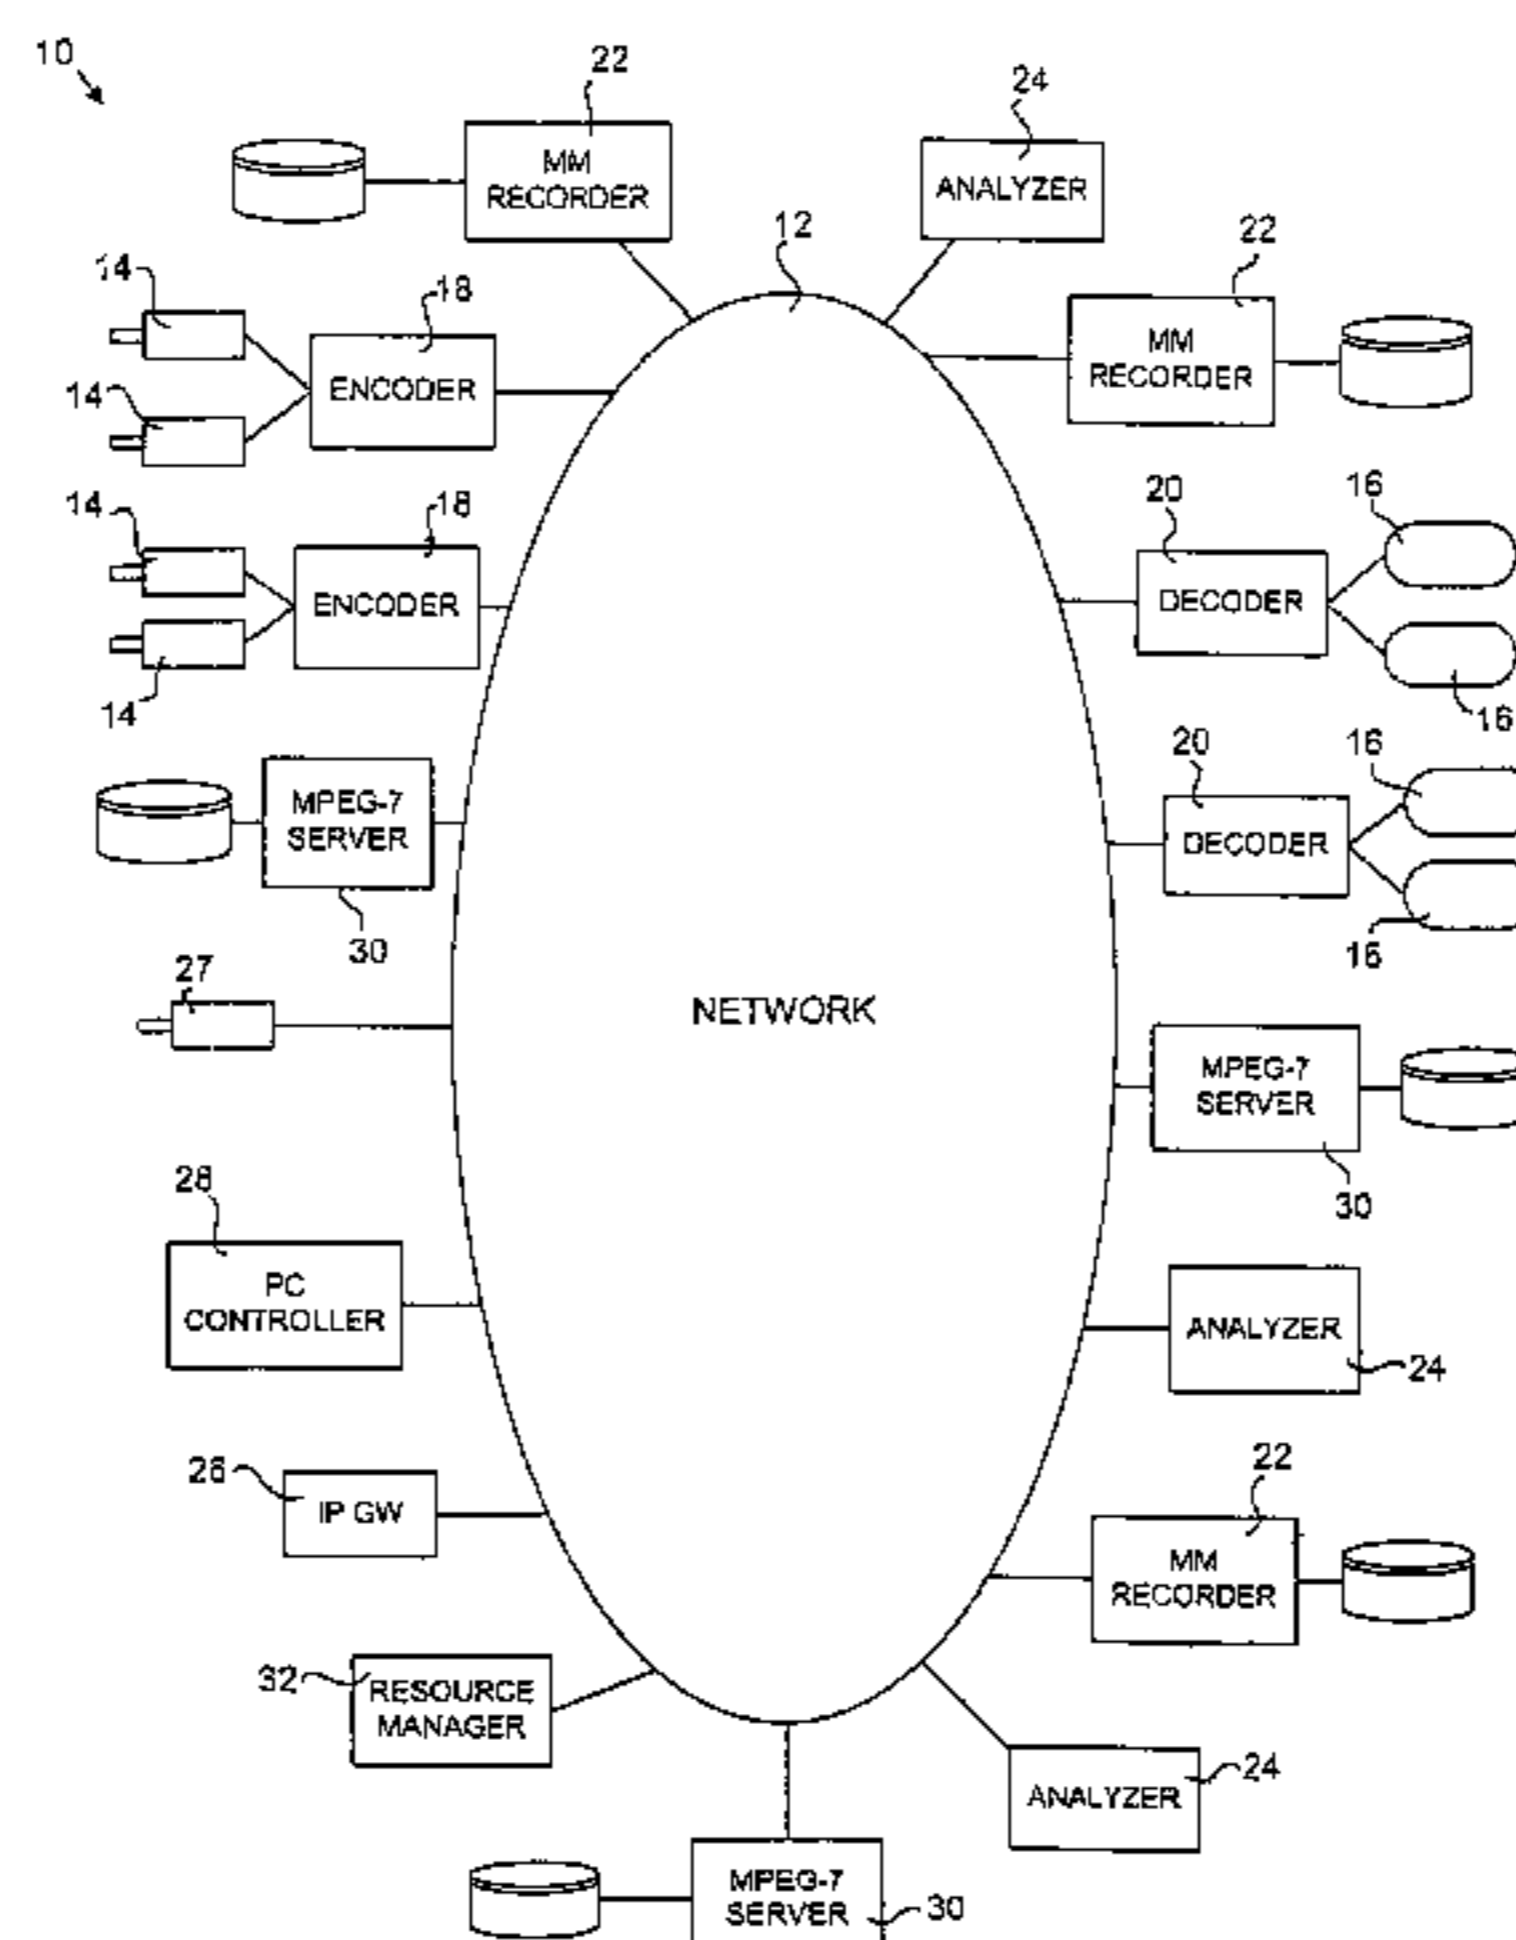 10
22
24
MM
RECORDER
ANALYZER
12
22
14
18
MM
RECORDER
ENCODER
14
14
18
20
16
ENCODER
DECODER
14
16
20
16
MPEG-7
SERVER
DECODER
30
16
27
NETWORK
MPEG-7
SERVER
30
28
PC
CONTROLLER
ANALYZER
24
22
26
IP GW
MM
RECORDER
32
RESOURCE
MANAGER
24
ANALYZER
MPEG-7
SERVER
30